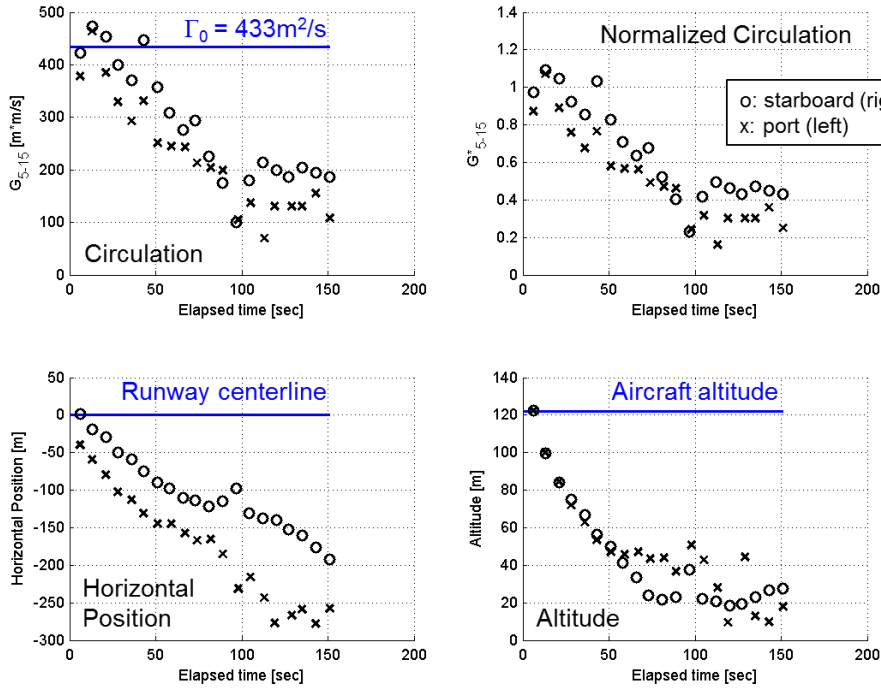 Γ₀ = 433m²/s
500
400
300
200
100
0
G₅₋₁₅ [m*m/s]
Circulation
0
50
100
150
200
Elapsed time [sec]
Normalized Circulation
1.4
1.2
1
0.8
0.6
0.4
0.2
0
G*₅₋₁₅
o: starboard (rig
x: port (left)
0
50
100
150
200
Elapsed time [sec]
Runway centerline
50
0
-50
-100
-150
-200
-250
-300
Horizontal Position [m]
Horizontal
Position
0
50
100
150
200
Elapsed time [sec]
Aircraft altitude
140
120
100
80
60
40
20
0
Altitude [m]
Altitude
0
50
100
150
200
Elapsed time [sec]